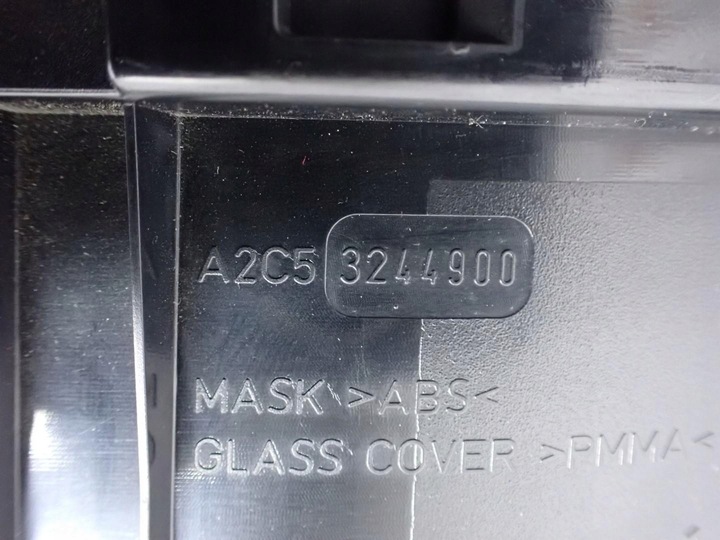 A2C5 3244900
MASK >ABS<
GLASS COVER >PMMA<